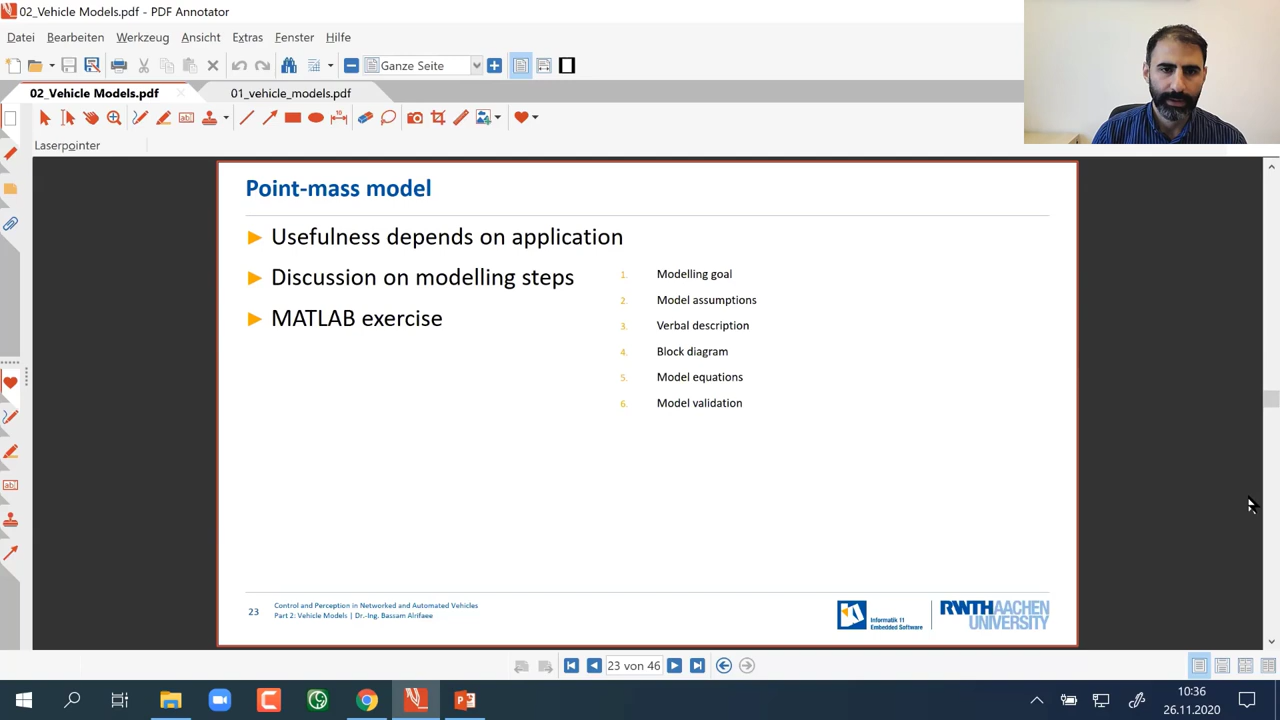 02_Vehicle Models.pdf - PDF Annotator
Datei Bearbeiten Werkzeug Ansicht Extras Fenster Hilfe
Ganze Seite
02_Vehicle Models.pdf 01_vehicle_models.pdf
Laserpointer
Point-mass model
Usefulness depends on application
Discussion on modelling steps
MATLAB exercise
1. Modelling goal
2. Model assumptions
3. Verbal description
4. Block diagram
5. Model equations
6. Model validation
23
Control and Perception in Networked and Automated Vehicles
Part 2: Vehicle Models | Dr.-Ing. Bassam Alrifaee
Informatik 11
Embedded Software
RWTHAACHEN
UNIVERSITY
23 von 46
10:36
26.11.2020